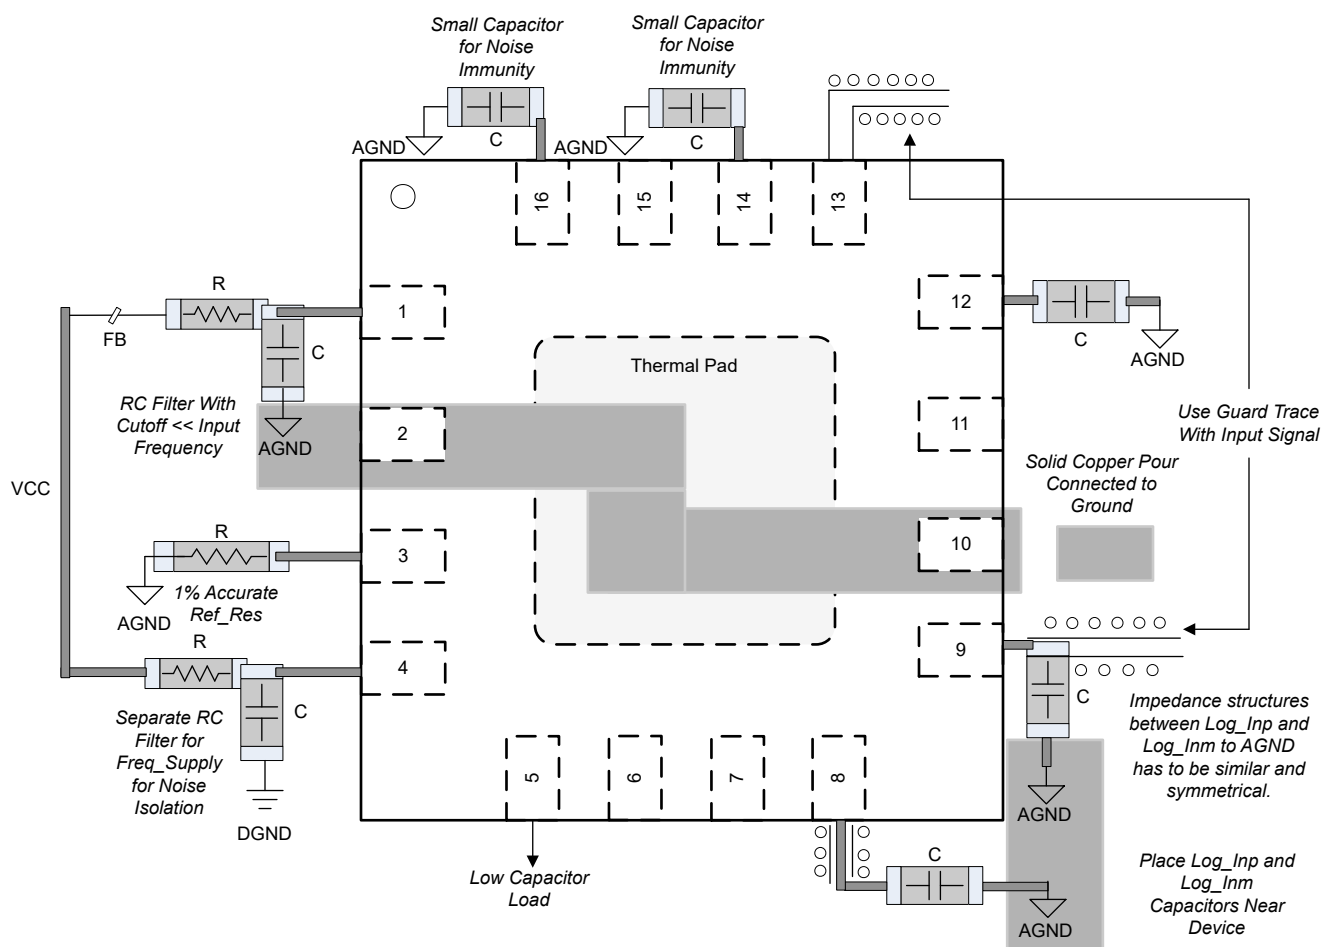 Small Capacitor
for Noise
Immunity
Small Capacitor
for Noise
Immunity
C
C
AGND
AGND
16
15
14
13
R
1
12
FB
C
C
AGND
Thermal Pad
RC Filter With
Cutoff << Input
Frequency
AGND
2
11
Use Guard Trace
With Input Signal
Solid Copper Pour
Connected to
Ground
VCC
R
3
10
1% Accurate
Ref_Res
AGND
R
4
9
C
C
Separate RC
Filter for
Freq_Supply
for Noise
Isolation
DGND
Impedance structures
between Log_Inp and
Log_Inm to AGND
has to be similar and
symmetrical.
AGND
5
6
7
8
Low Capacitor
Load
C
AGND
Place Log_Inp and
Log_Inm
Capacitors Near
Device